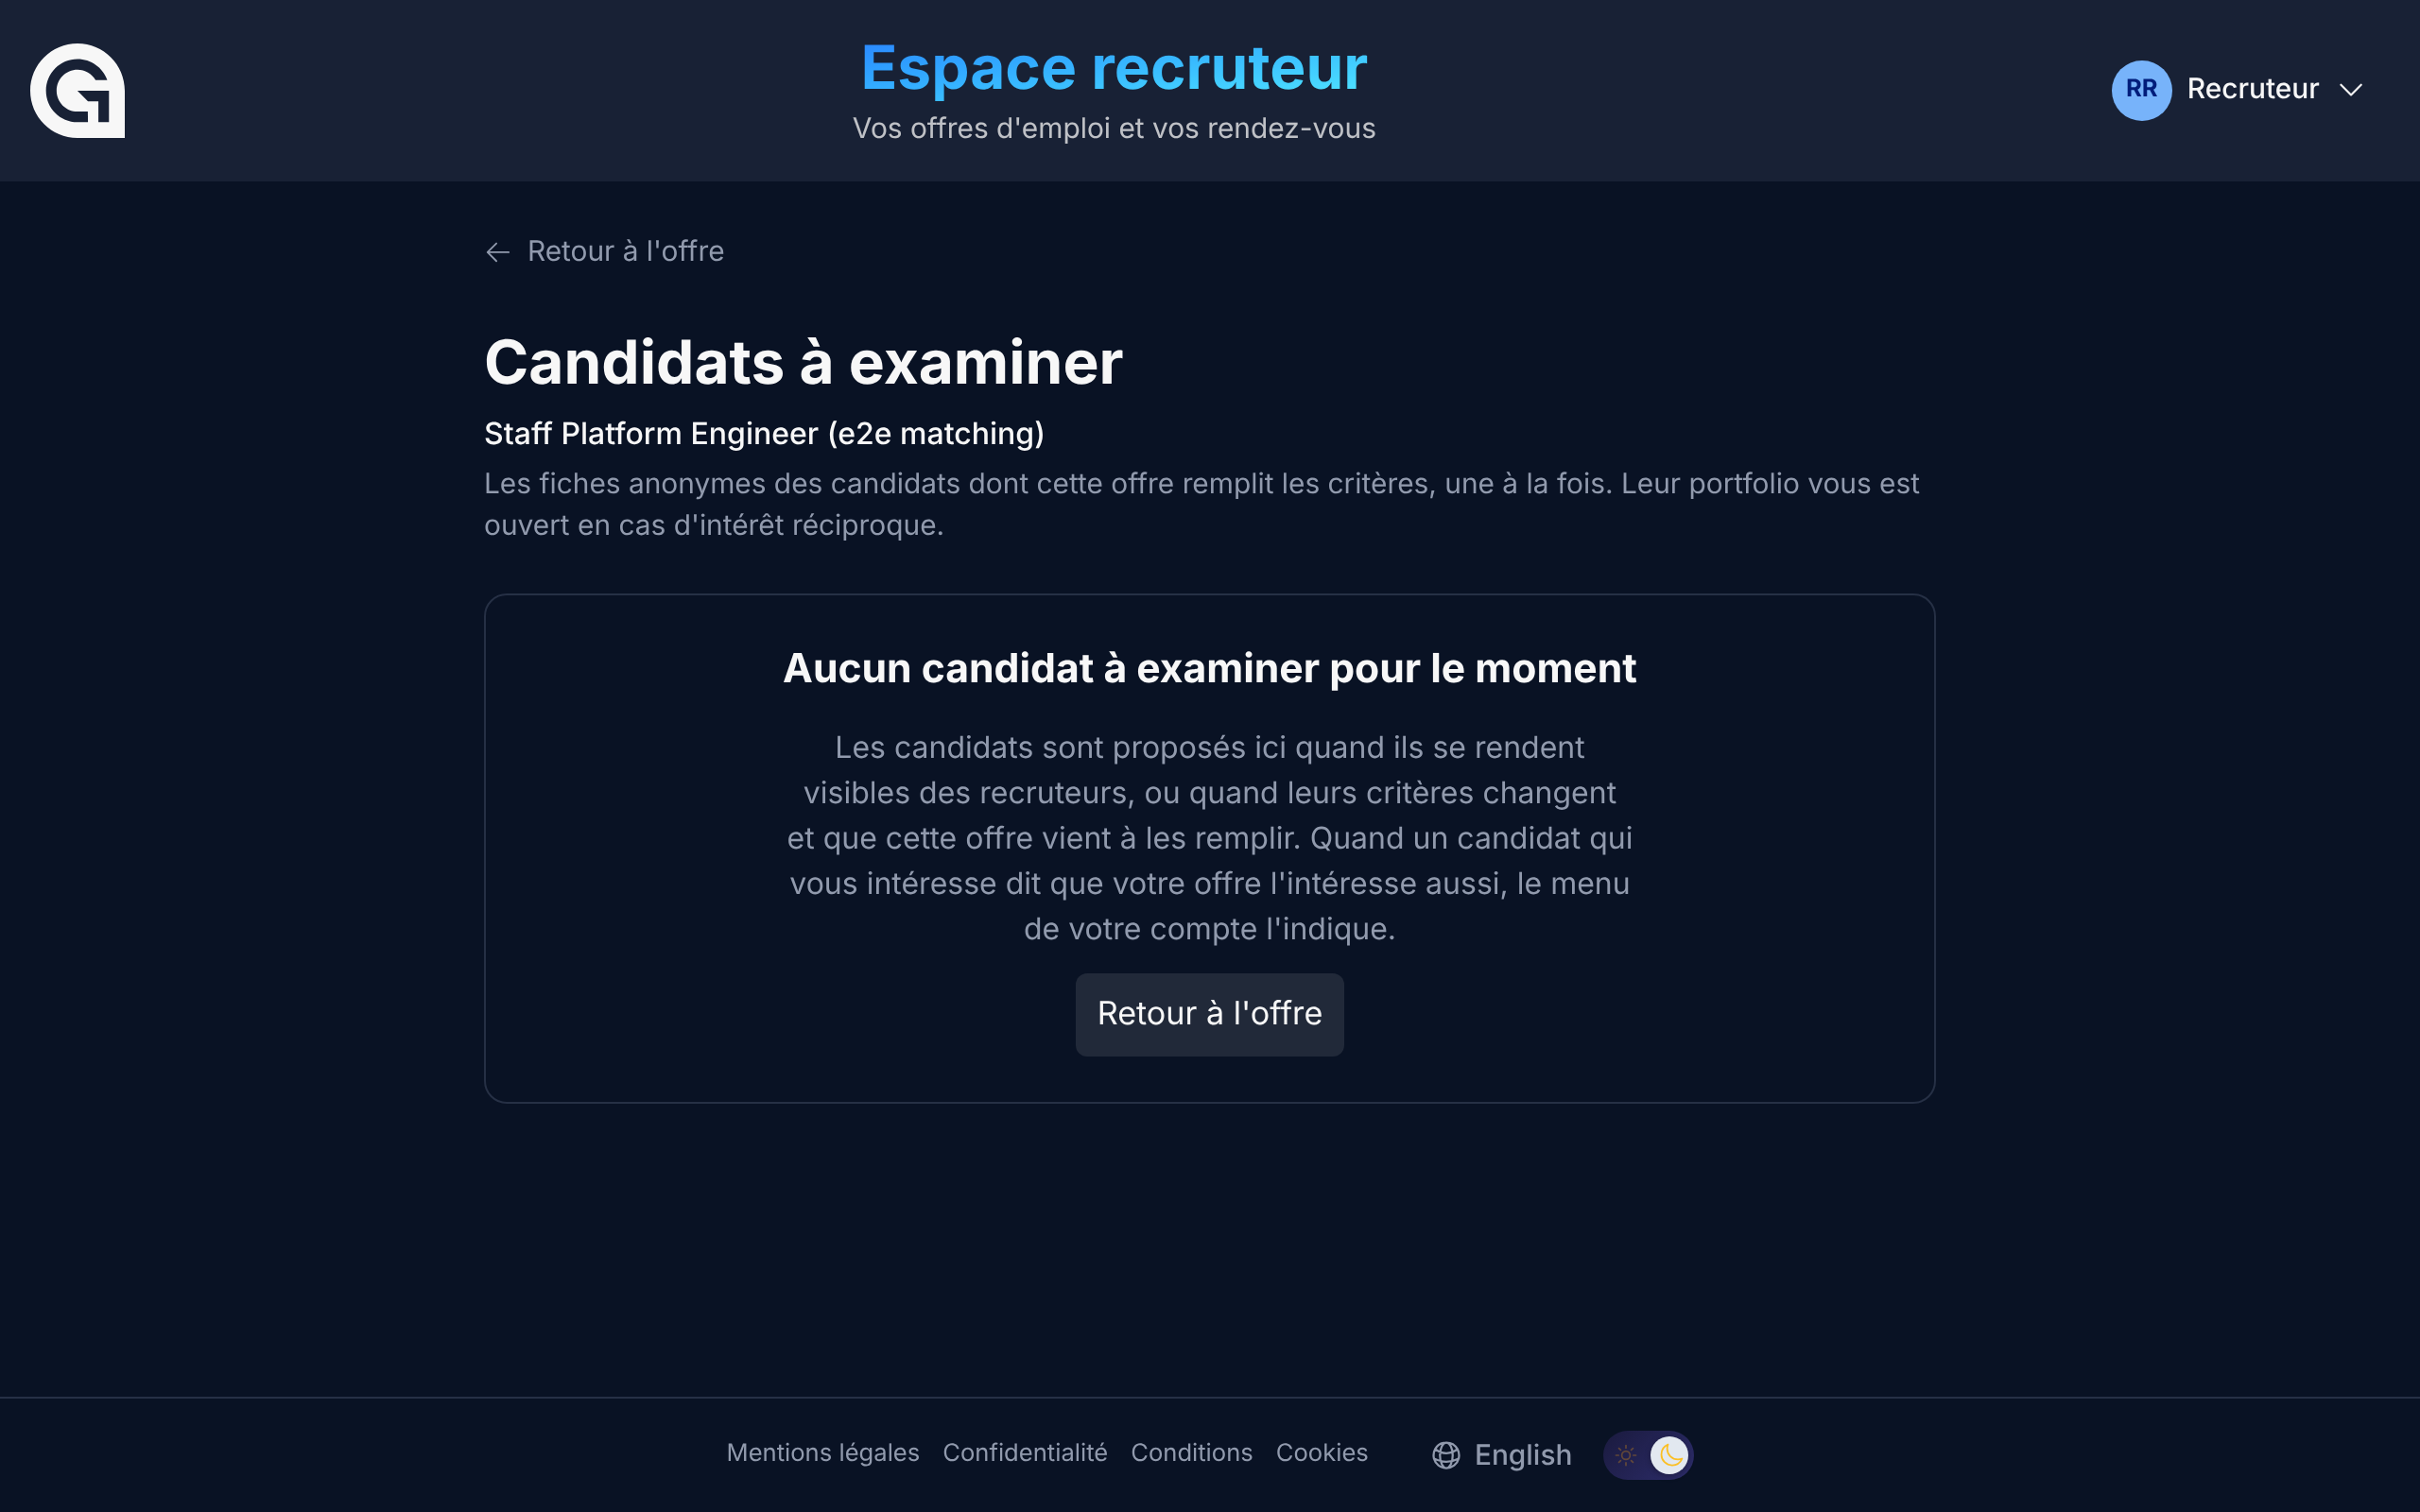 Espace recruteur
Vos offres d'emploi et vos rendez-vous
RR Recruteur
Retour à l'offre
Candidats à examiner
Staff Platform Engineer (e2e matching)
Les fiches anonymes des candidats dont cette offre remplit les critères, une à la fois. Leur portfolio vous est
ouvert en cas d'intérêt réciproque.
Aucun candidat à examiner pour le moment
Les candidats sont proposés ici quand ils se rendent
visibles des recruteurs, ou quand leurs critères changent
et que cette offre vient à les remplir. Quand un candidat qui
vous intéresse dit que votre offre l'intéresse aussi, le menu
de votre compte l'indique.
Retour à l'offre
Mentions légales Confidentialité Conditions Cookies English